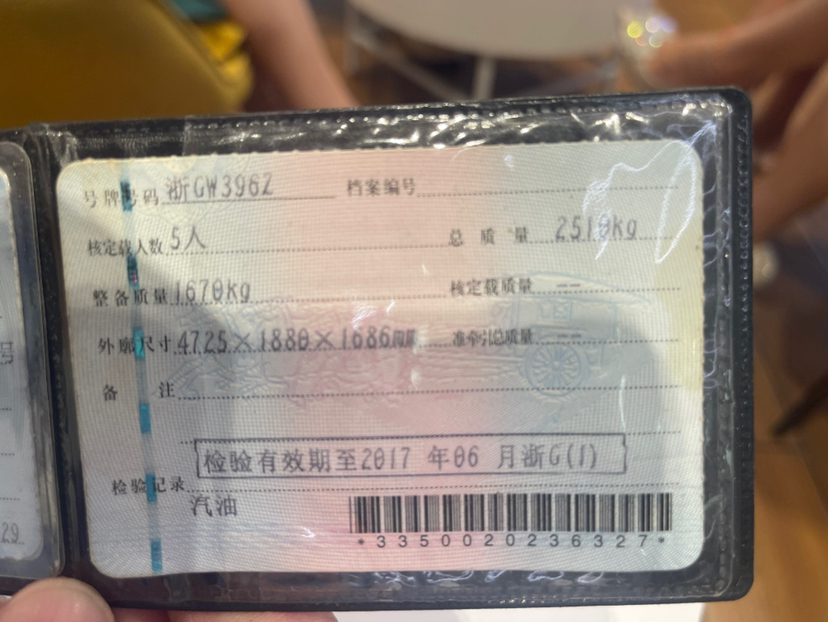 号牌号码 浙GW396Z 档案编号
核定载人数 5人 总质量 2510kg
整备质量 1670kg 核定载质量 --
外廓尺寸 4725×1880×1686mm 准牵引总质量 --
备注
检验有效期至2017 年06 月浙G(1)
检验记录
汽油
*3350020236327*
号
29